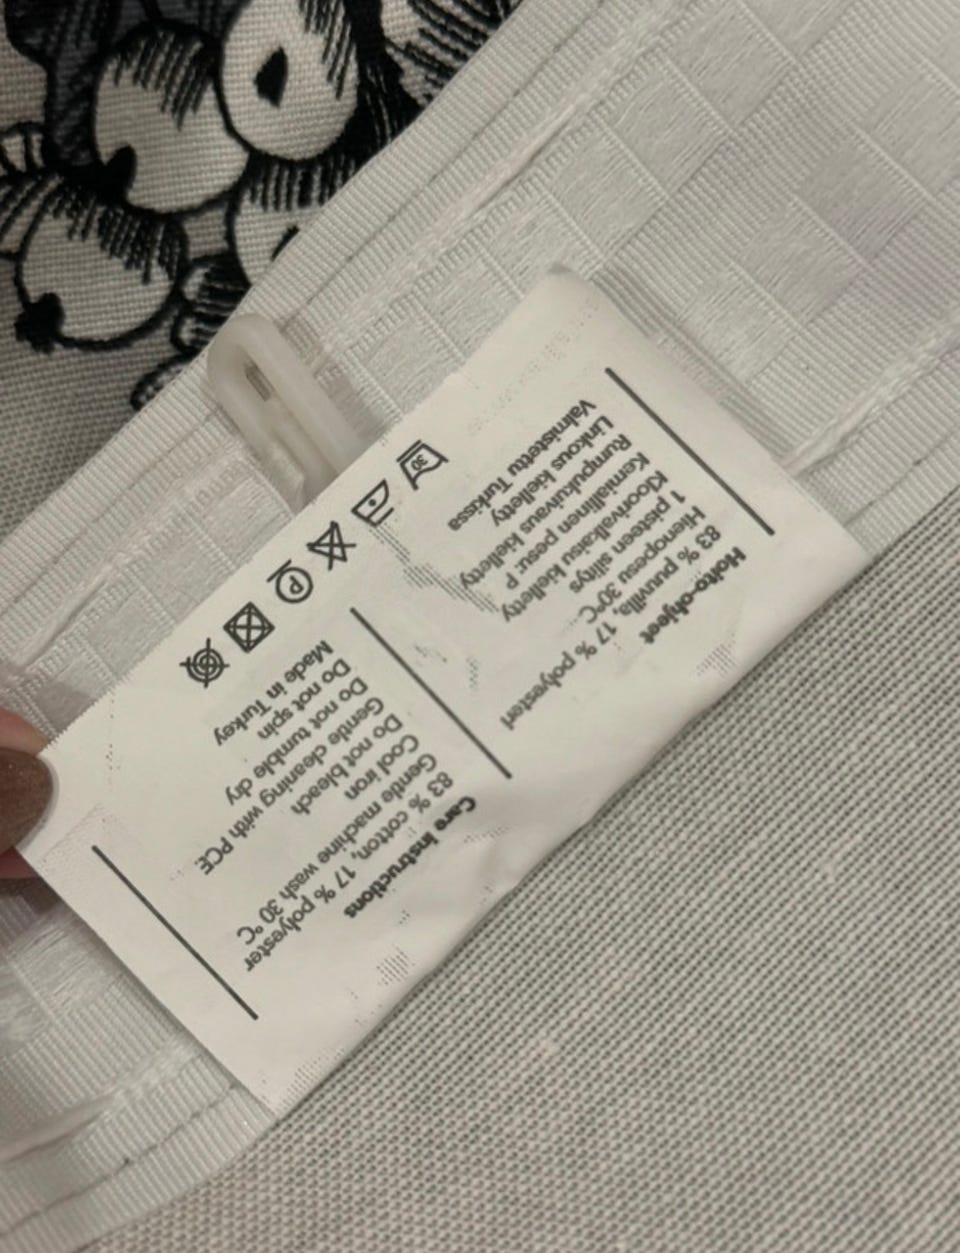 Hoito-ohjeet
83 % puuvilla, 17 % polyesteri
Hienopesu 30°C
1 pisteen silitys
Kloorivalkaisu kielletty
Kemiallinen pesu: P
Rumpukuivaus kielletty
Linkous kielletty
Valmistettu Turkissa
30
P
Care instructions
83 % cotton, 17 % polyester
Gentle machine wash 30 °C
Cool iron
Do not bleach
Gentle cleaning with PCE
Do not tumble dry
Do not spin
Made in Turkey